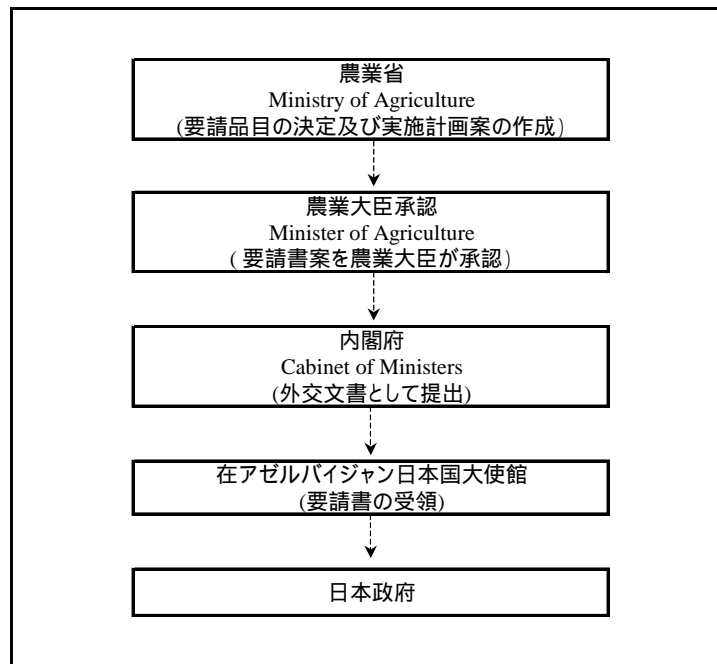 農業省
Ministry of Agriculture
(要請品目の決定及び実施計画案の作成)
農業大臣承認
Minister of Agriculture
( 要請書案を農業大臣が承認)
内閣府
Cabinet of Ministers
(外交文書として提出)
在アゼルバイジャン日本国大使館
(要請書の受領)
日本政府